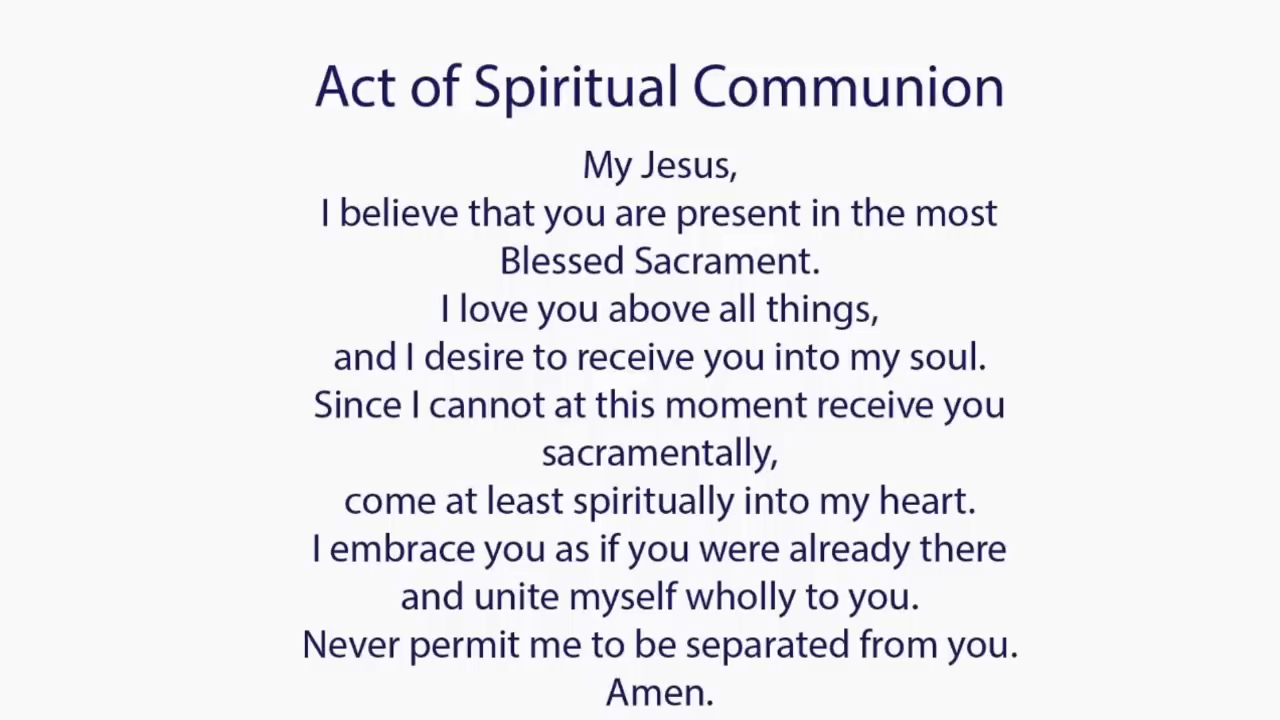 Act of Spiritual Communion
My Jesus,
I believe that you are present in the most
Blessed Sacrament.
I love you above all things,
and I desire to receive you into my soul.
Since I cannot at this moment receive you
sacramentally,
come at least spiritually into my heart.
I embrace you as if you were already there
and unite myself wholly to you.
Never permit me to be separated from you.
Amen.